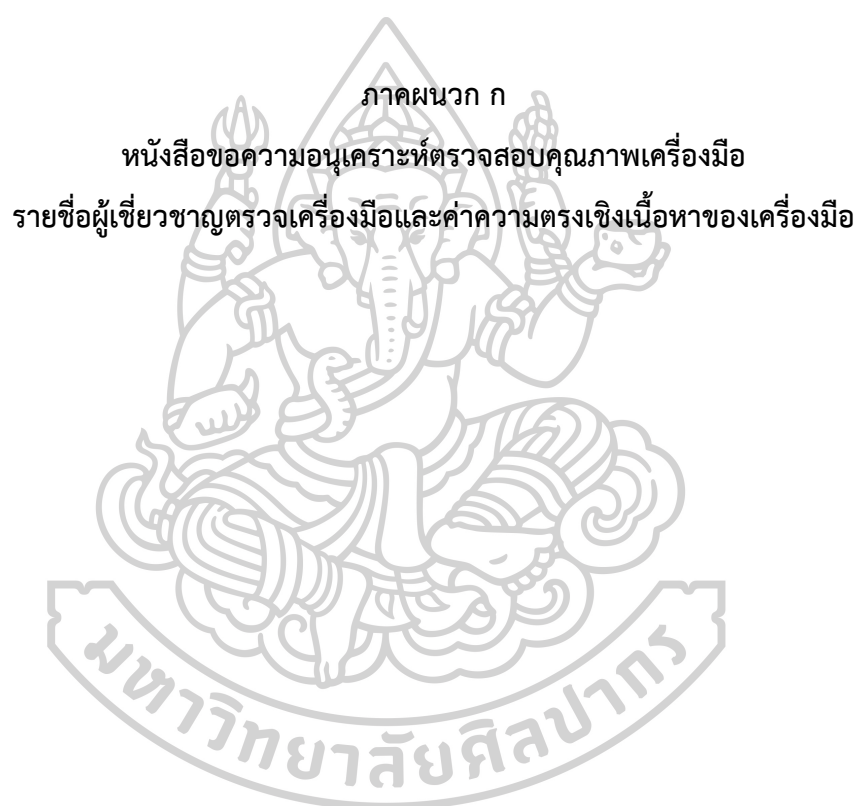 ภาคผนวก ก
หนังสือขอความอนุเคราะห์ตรวจสอบคุณภาพเครื่องมือ
รายชื่อผู้เชี่ยวชาญตรวจเครื่องมือและค่าความตรงเชิงเนื้อหาของเครื่องมือ
มหาวิทยาลัยศิลปากร